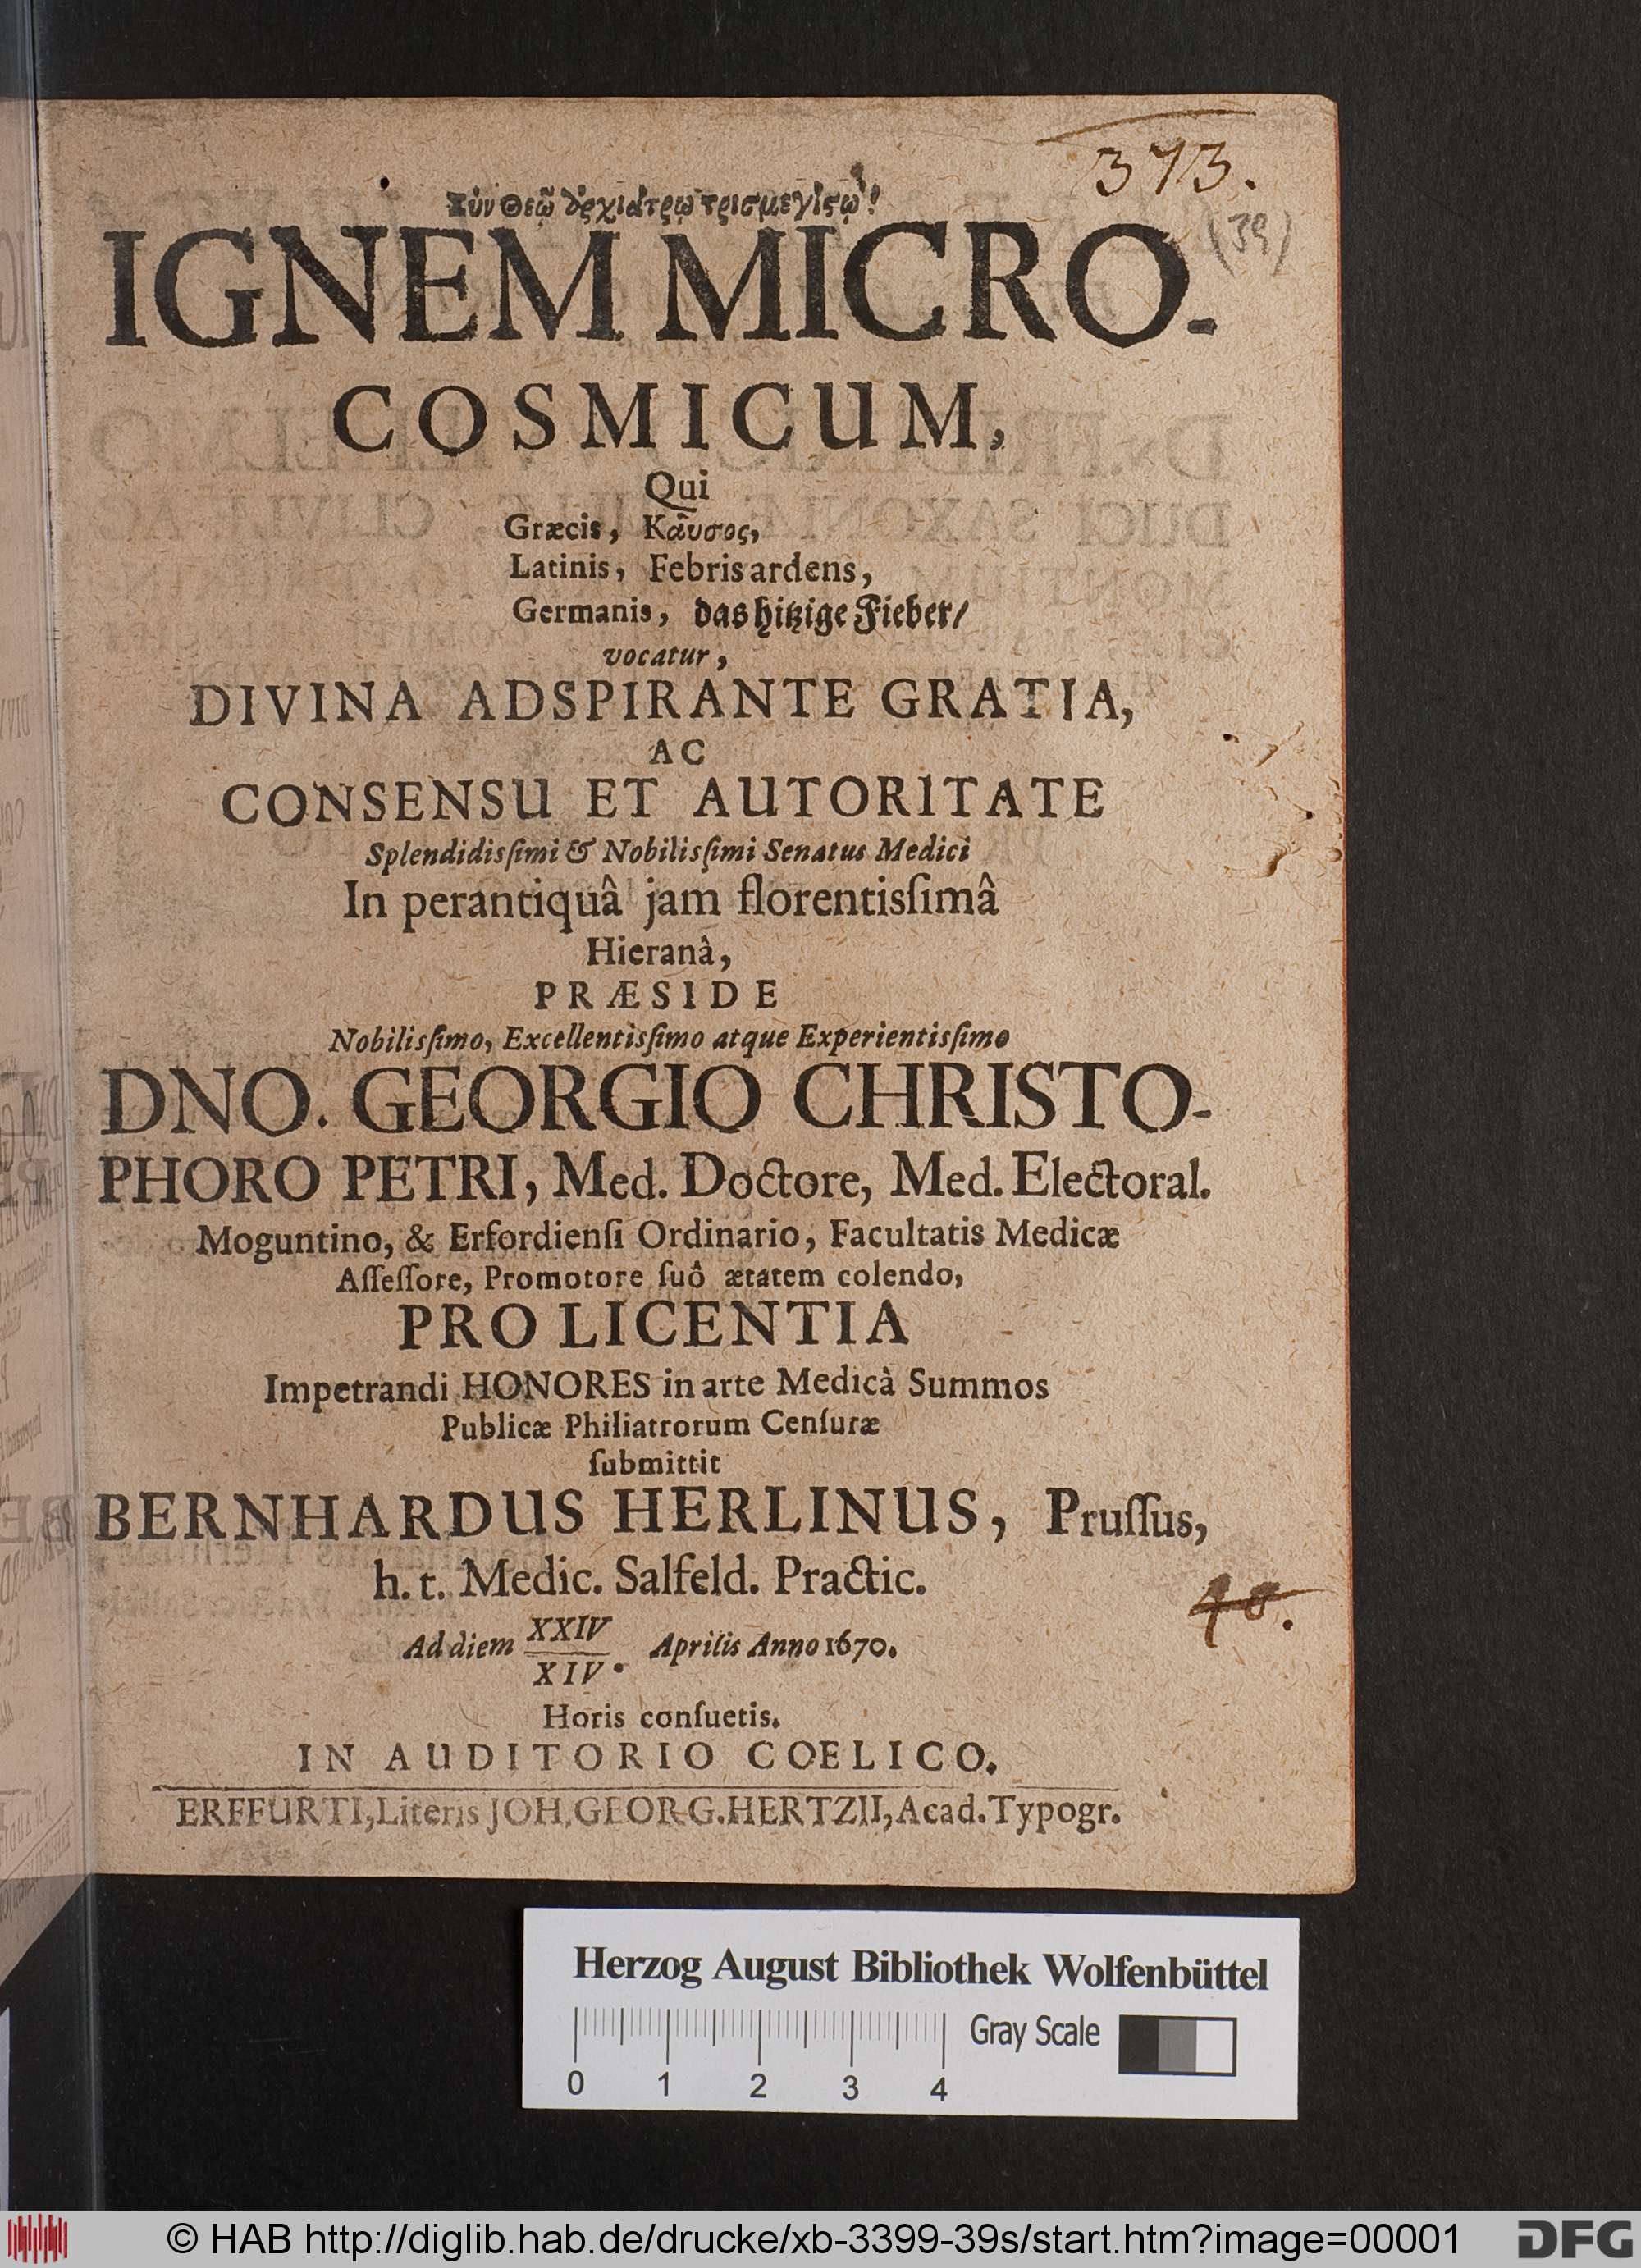 373.
(39)
Σὺν Θεῷ ἀρχιάτρῳ τρισμεγίςῳ!
IGNEM MICRO-
COSMICUM,
Qui
Græcis, Καῦσος,
Latinis, Febris ardens,
Germanis, das hitzige Fieber/
vocatur,
DIVINA ADSPIRANTE GRATIA,
AC
CONSENSU ET AUTORITATE
Splendidisſimi & Nobilisſimi Senatus Medici
In perantiquâ jam florentisſimâ
Hieranà,
PRÆSIDE
Nobilisſimo, Excellentisſimo atque Experientisſimo
DNO. GEORGIO CHRISTO-
PHORO PETRI, Med. Doctore, Med. Electoral.
Moguntino, & Erfordienſi Ordinario, Facultatis Medicæ
Aſſeſſore, Promotore ſuô ætatem colendo,
PRO LICENTIA
Impetrandi HONORES in arte Medicà Summos
Publicæ Philiatrorum Cenſuræ
ſubmittit
BERNHARDUS HERLINUS, Pruſſus,
h. t. Medic. Salfeld. Practic.
40.
Ad diem XXIV/XIV. Aprilis Anno 1670.
Horis conſuetis.
IN AUDITORIO COELICO.
ERFFURTI, Literis JOH. GEORG. HERTZII, Acad. Typogr.
Herzog August Bibliothek Wolfenbüttel
Gray Scale
0 1 2 3 4
© HAB http://diglib.hab.de/drucke/xb-3399-39s/start.htm?image=00001
DFG